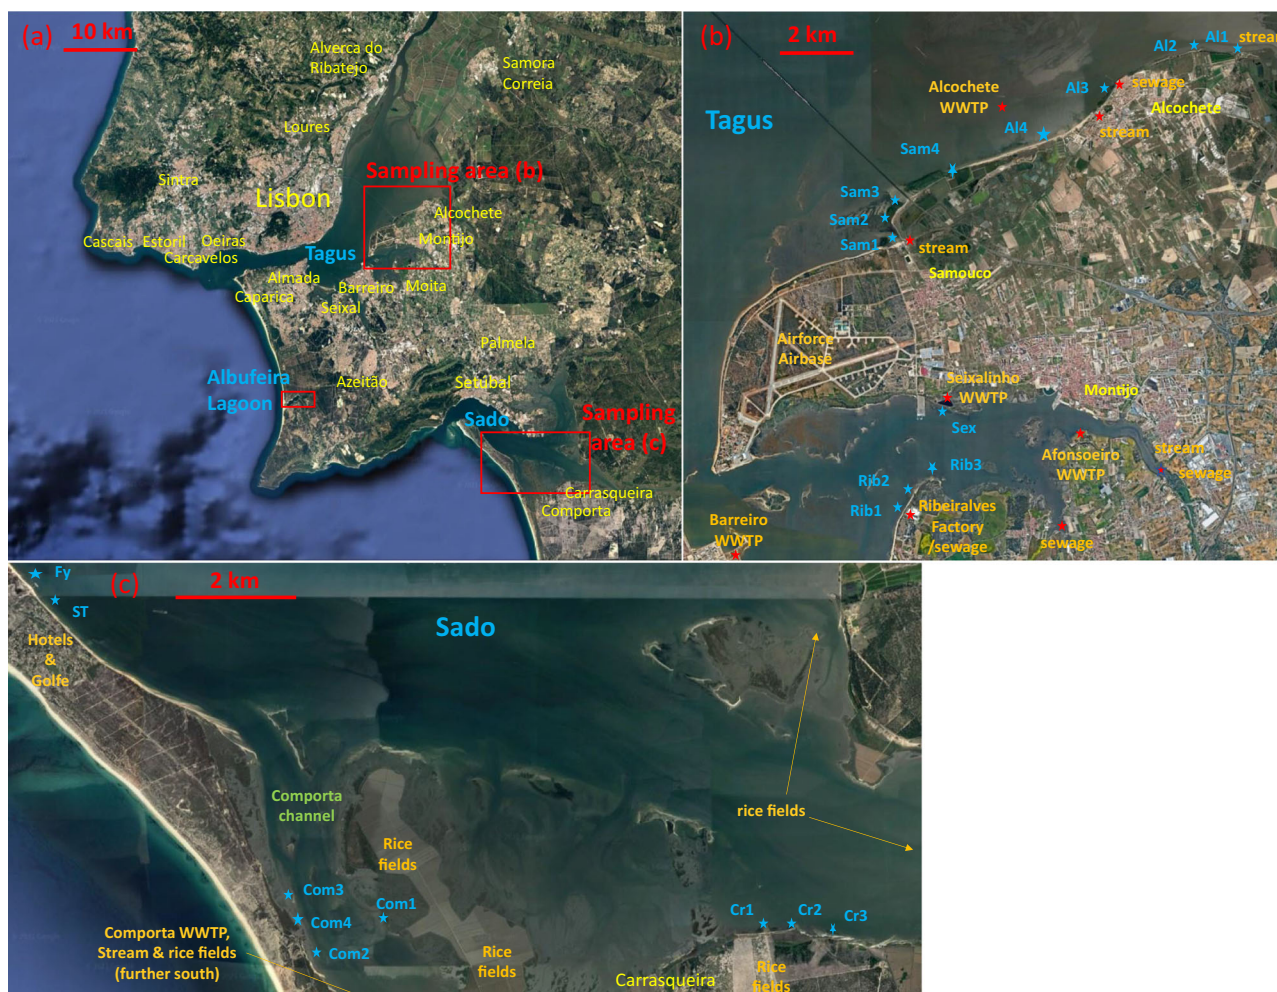 (a)
10 km
Alverca do
Ribatejo
Samora
Correia
Loures
Sintra
Lisbon
Sampling area (b)
Alcochete
Montijo
Cascais
Estoril
Oeiras
Carcavelos
Tagus
Almada
Caparica
Barreiro
Moita
Seixal
Palmela
Albufeira
Lagoon
Azeitão
Setubal
Sado
Sampling
area (c)
Carrasqueira
Comporta
(b)
2 km
Al2
Al1
stream
Al3
sewage
Alcochete
WWTP
Alcochete
Tagus
Al4
stream
Sam4
Sam3
Sam2
Sam1
stream
Samouco
Airforce
Airbase
Seixalinho
WWTP
Montijo
Sex
Afonsoeiro
WWTP
stream
sewage
Rib3
Rib2
Rib1
Ribeiralves
Factory
/sewage
Barreiro
WWTP
sewage
(c)
2 km
Fy
ST
Sado
Hotels
&
Golfe
Comporta
channel
rice fields
Rice
fields
Com3
Com1
Com4
Com2
Cr1
Cr2
Cr3
Comporta WWTP,
Stream & rice fields
(further south)
Rice
fields
Carrasqueira
Rice
fields